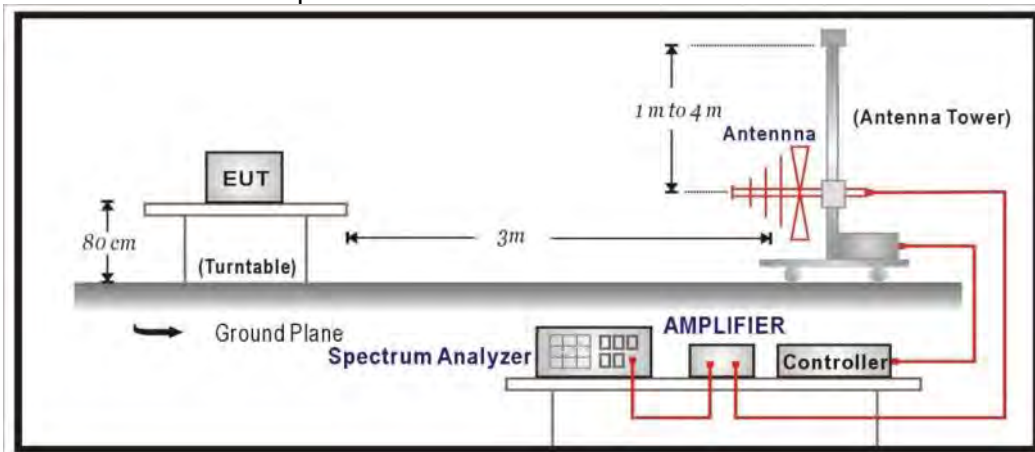 1 m to 4 m
(Antenna Tower)
Antennna
EUT
80 cm
3m
(Turntable)
Ground Plane
AMPLIFIER
Spectrum Analyzer
Controller